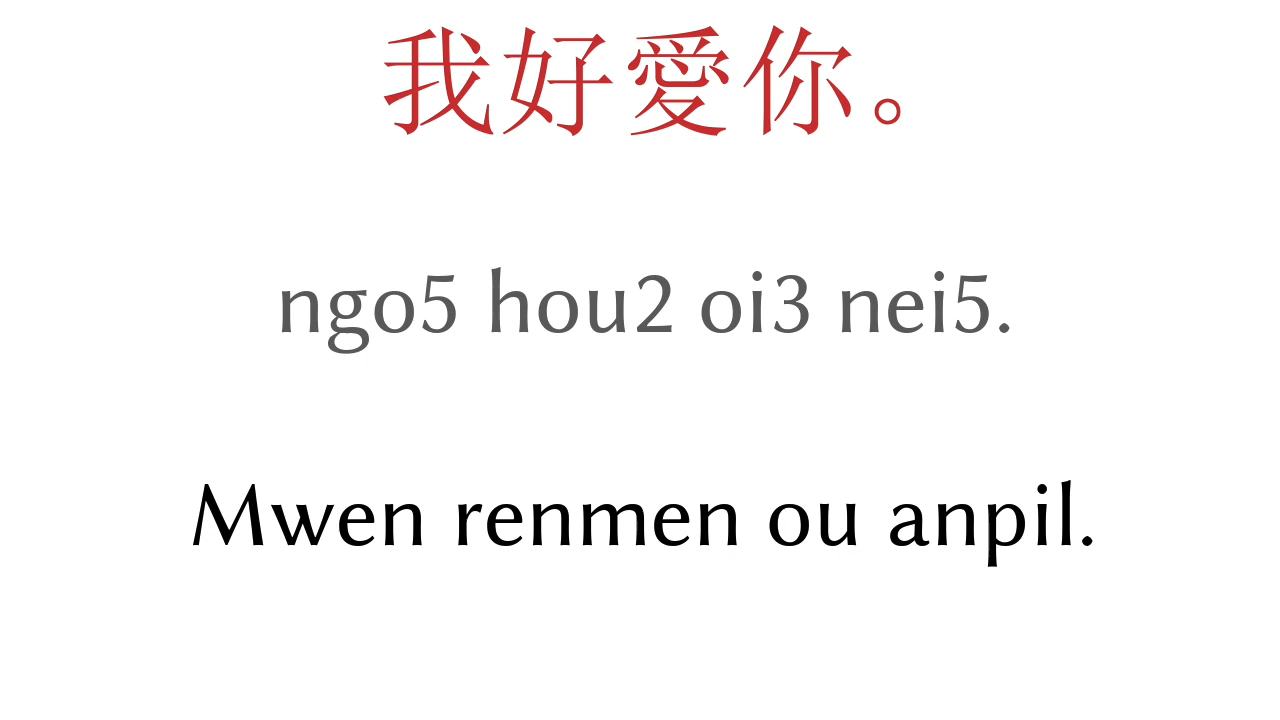 我好愛你。
ngo5 hou2 oi3 nei5.
Mwen renmen ou anpil.